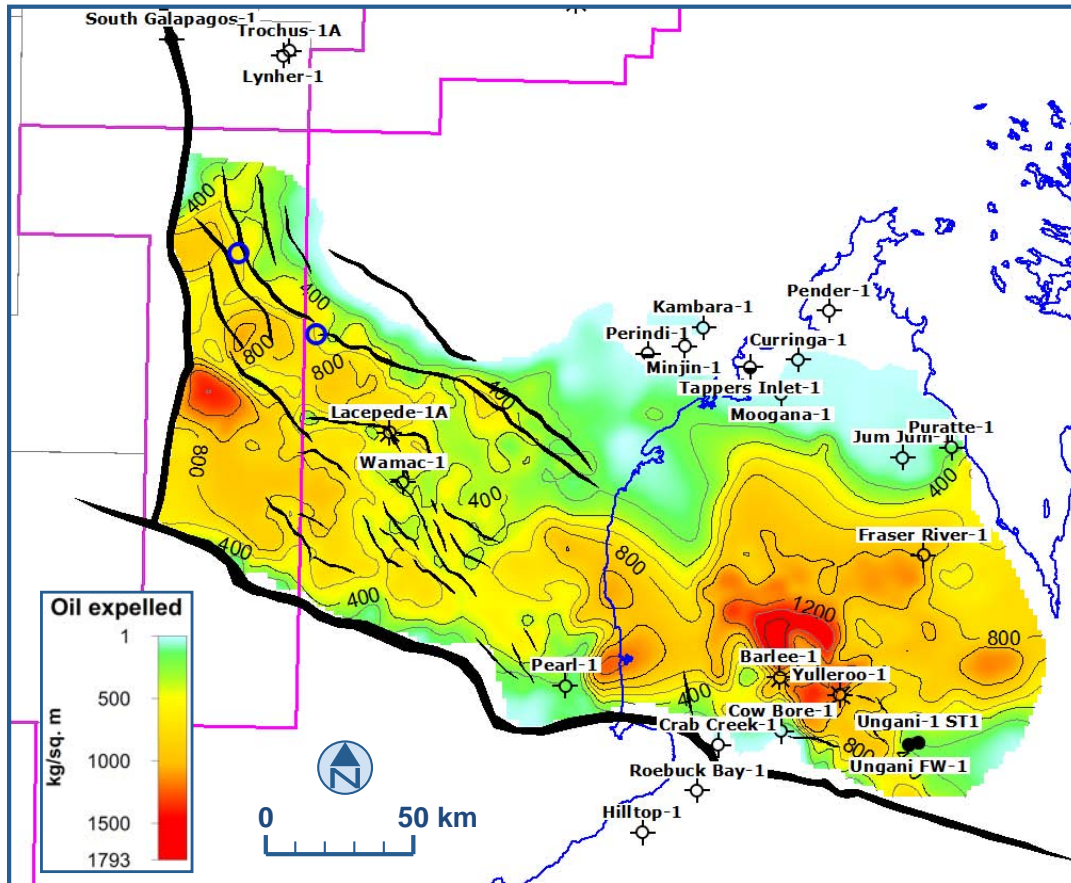 South Galapagos-1
Trochus-1A
Lynher-1
400
400
800
800
Kambara-1
Pender-1
Perindi-1
Curringa-1
Minjin-1
Tappers Inlet-1
Moogana-1
400
Lacepede-1A
Puratte-1
Jum Jum-1
800
Wamac-1
400
400
400
Fraser River-1
800
400
1200
800
Oil expelled
1
500
1000
1500
1793
kg/sq. m
Pearl-1
Barlee-1
Yulleroo-1
400
Cow Bore-1
Crab Creek-1
Ungani-1 ST1
800
Ungani FW-1
Roebuck Bay-1
Hilltop-1
N
0 50 km